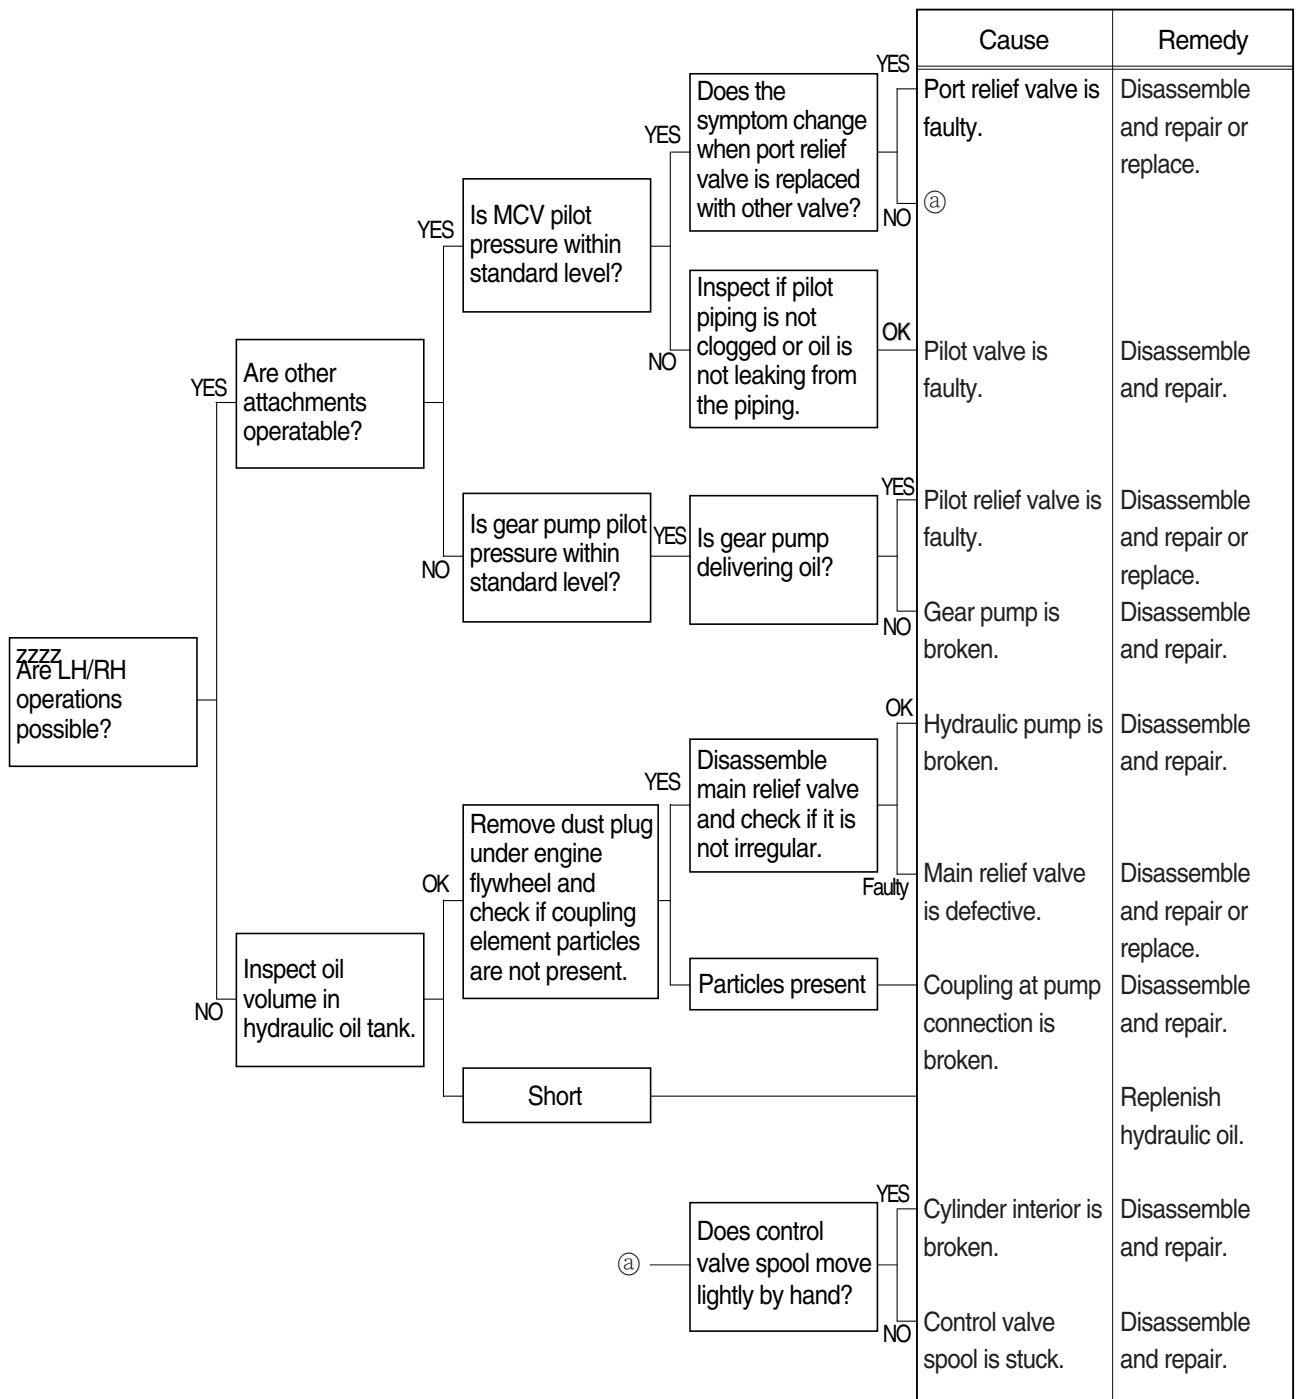 Cause
Remedy
YES
Port relief valve is
faulty.
Disassemble
and repair or
replace.
Does the
symptom change
when port relief
valve is replaced
with other valve?
YES
NO
ⓐ
Is MCV pilot
pressure within
standard level?
YES
Inspect if pilot
piping is not
clogged or oil is
not leaking from
the piping.
NO
OK
Pilot valve is
faulty.
Disassemble
and repair.
Are other
attachments
operatable?
YES
Is gear pump pilot
pressure within
standard level?
NO
YES
Is gear pump
delivering oil?
YES
Pilot relief valve is
faulty.
Disassemble
and repair or
replace.
NO
Gear pump is
broken.
Disassemble
and repair.
zzzz
Are LH/RH
operations
possible?
OK
Hydraulic pump is
broken.
Disassemble
and repair.
Disassemble
main relief valve
and check if it is
not irregular.
YES
Remove dust plug
under engine
flywheel and
check if coupling
element particles
are not present.
OK
Faulty
Main relief valve
is defective.
Disassemble
and repair or
replace.
Inspect oil
volume in
hydraulic oil tank.
NO
Particles present
Coupling at pump
connection is
broken.
Disassemble
and repair.
Short
Replenish
hydraulic oil.
ⓐ
Does control
valve spool move
lightly by hand?
YES
Cylinder interior is
broken.
Disassemble
and repair.
NO
Control valve
spool is stuck.
Disassemble
and repair.